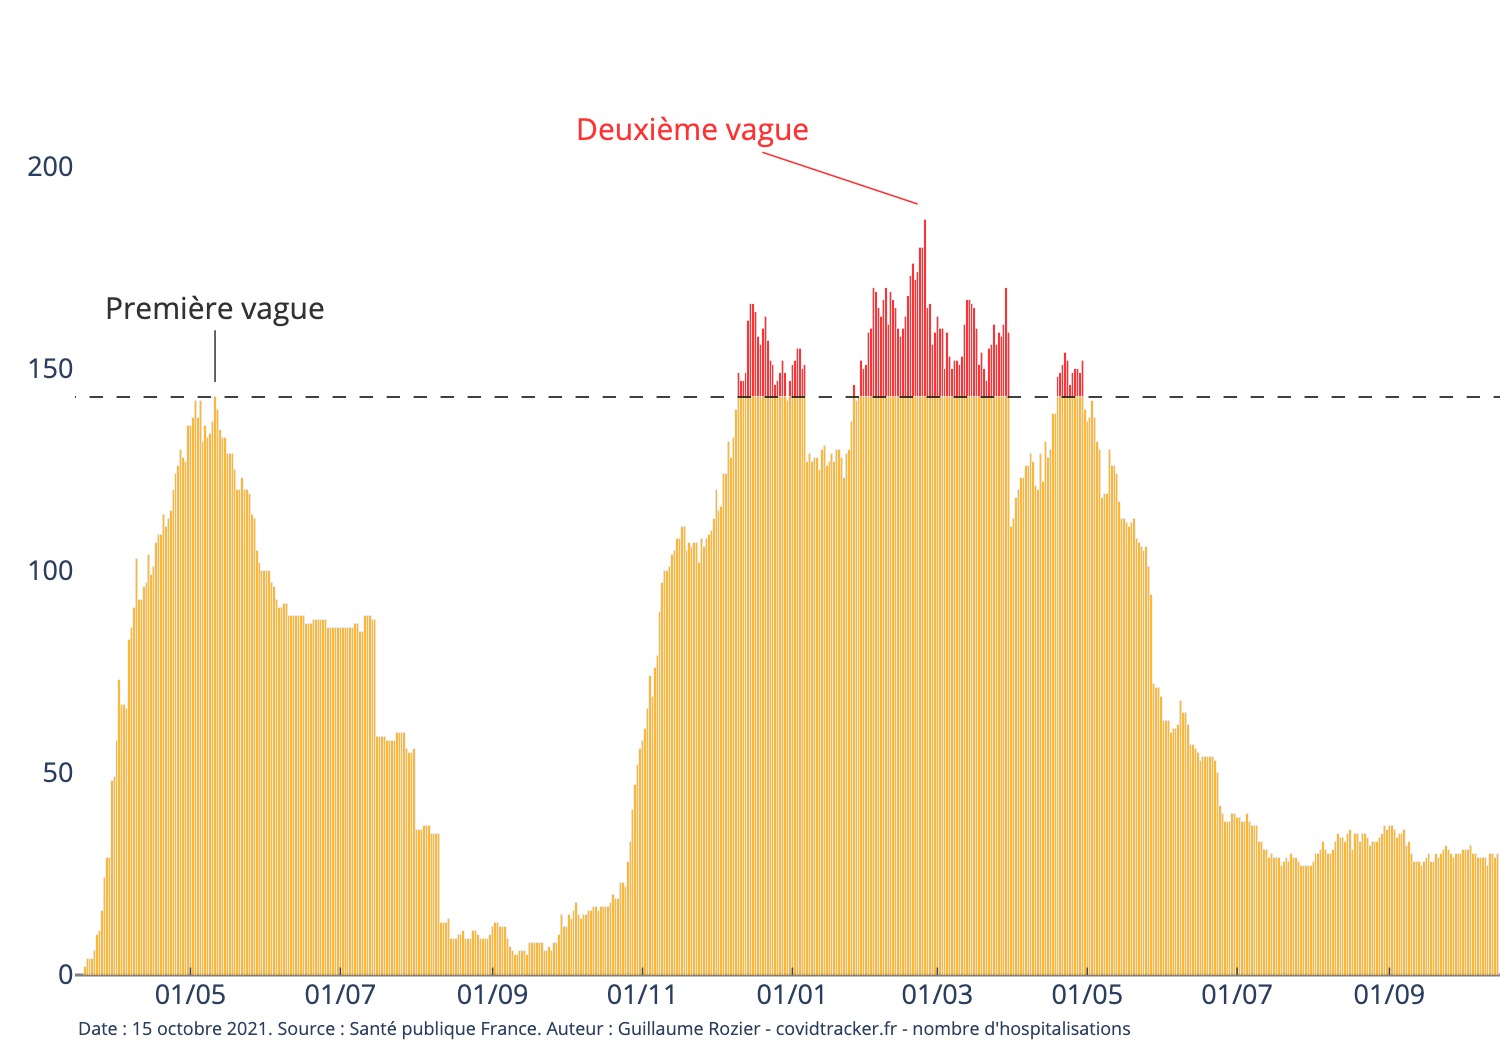 Deuxième vague
200
Première vague
150
100
50
0
01/05 01/07 01/09 01/11 01/01 01/03 01/05 01/07 01/09
Date : 15 octobre 2021. Source : Santé publique France. Auteur : Guillaume Rozier - covidtracker.fr - nombre d'hospitalisations